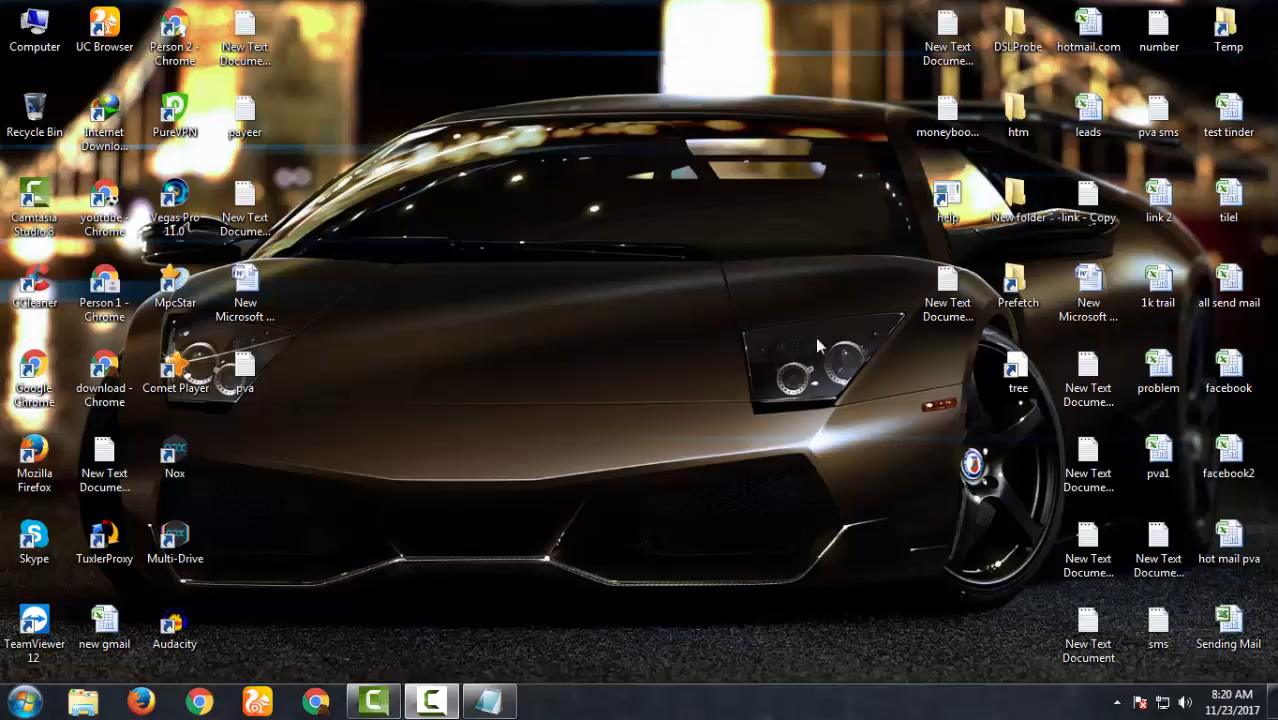 Computer
UC Browser
Person 2 -
Chrome
New Text
Docume...
Recycle Bin
Internet
Downlo...
PureVPN
payeer
Camtasia
Studio 8
youtube -
Chrome
Vegas Pro
11.0
New Text
Docume...
CCleaner
Person 1 -
Chrome
MpcStar
New
Microsoft ...
Google
Chrome
download -
Chrome
Comet Player
pva
Mozilla
Firefox
New Text
Docume...
Nox
Skype
TuxlerProxy
Multi-Drive
TeamViewer
12
new gmail
Audacity
New Text
Docume...
DSLProbe
hotmail.com
number
Temp
moneyboo...
htm
leads
pva sms
test tinder
help
New folder
link - Copy
link 2
tilel
New Text
Docume...
Prefetch
New
Microsoft ...
1k trail
all send mail
tree
New Text
Docume...
problem
facebook
New Text
Docume...
pva1
facebook2
New Text
Docume...
New Text
Docume...
hot mail pva
New Text
Document
sms
Sending Mail
8:20 AM
11/23/2017